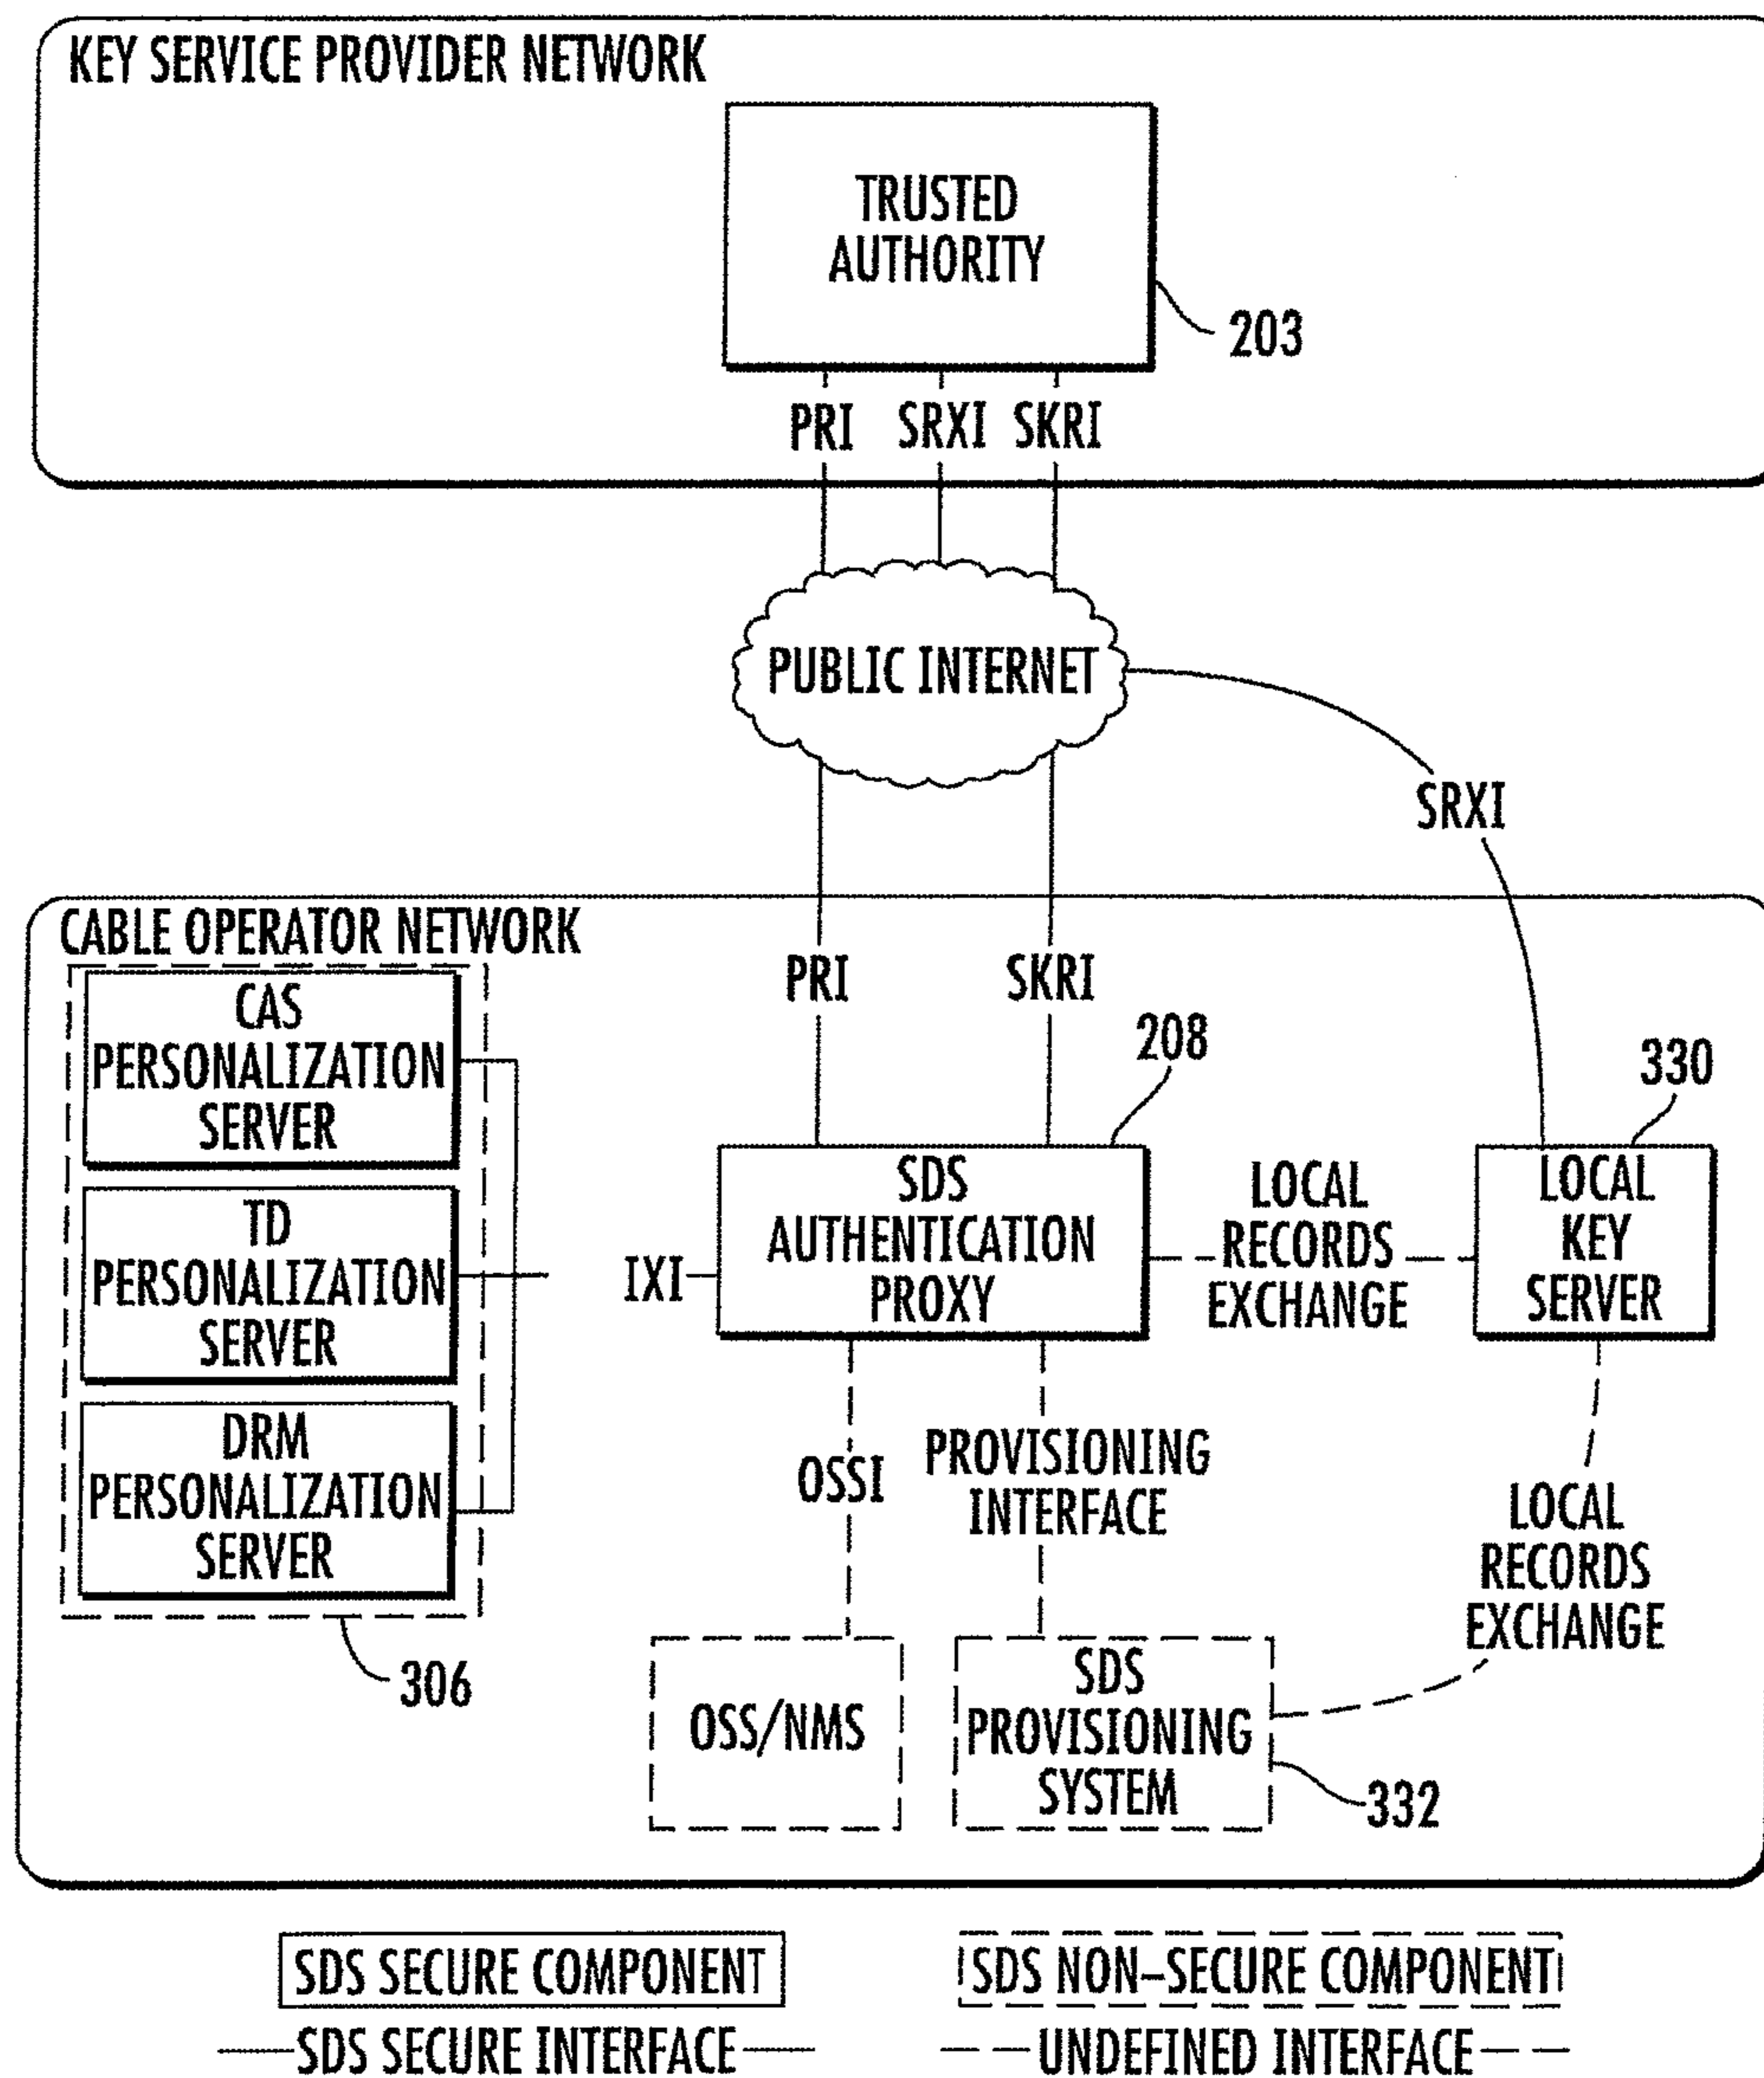 KEY SERVICE PROVIDER NETWORK
TRUSTED
AUTHORITY
203
PRI SRXI SKRI
PUBLIC INTERNET
SRXI
CABLE OPERATOR NETWORK
CAS
PERSONALIZATION
SERVER
TD
PERSONALIZATION
SERVER
DRM
PERSONALIZATION
SERVER
306
PRI SKRI
208
330
IXI
SDS
AUTHENTICATION
PROXY
LOCAL
RECORDS
EXCHANGE
LOCAL
KEY
SERVER
OSSI
PROVISIONING
INTERFACE
LOCAL
RECORDS
EXCHANGE
OSS/NMS
SDS
PROVISIONING
SYSTEM
332
SDS SECURE COMPONENT
SDS NON-SECURE COMPONENT
SDS SECURE INTERFACE
UNDEFINED INTERFACE